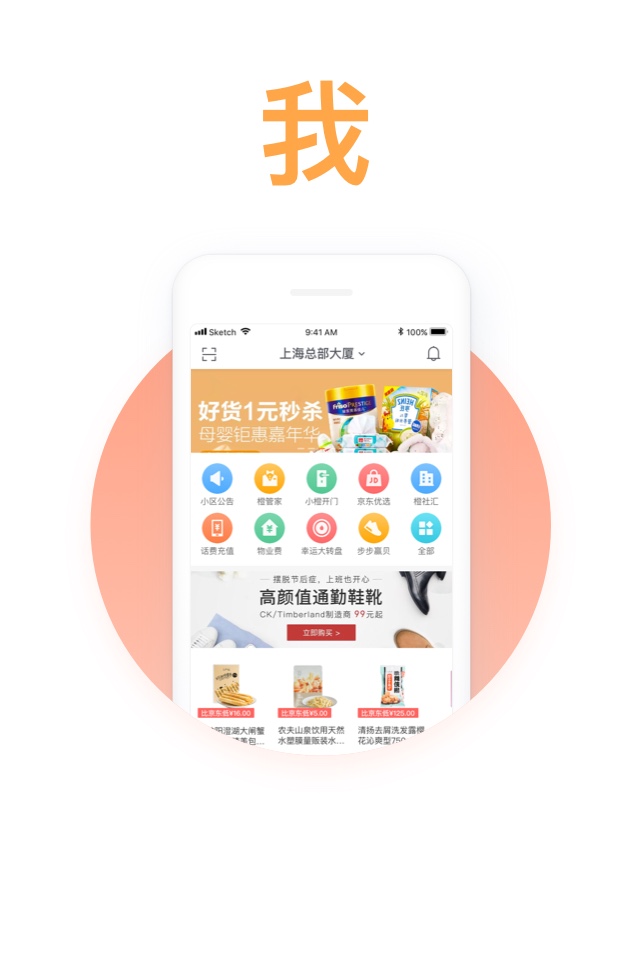 我
Sketch 9:41 AM 100%
上海总部大厦
好货1元秒杀
母婴钜惠嘉年华
friso PRESTIGE
HEINZ
小区公告 橙管家 小橙开门 京东优选 橙社汇
JD
话费充值 物业费 幸运大转盘 步步赢贝 全部
摆脱节后症，上班也开心
高颜值通勤鞋靴
CK/Timberland制造商 99元起
立即购买 >
比京东低¥16.00 比京东低¥5.00 比京东低¥125.00
阳澄湖大闸蟹 农夫山泉饮用天然 清扬去屑洗发露樱
水塑膜量贩装水… 花沁爽型750